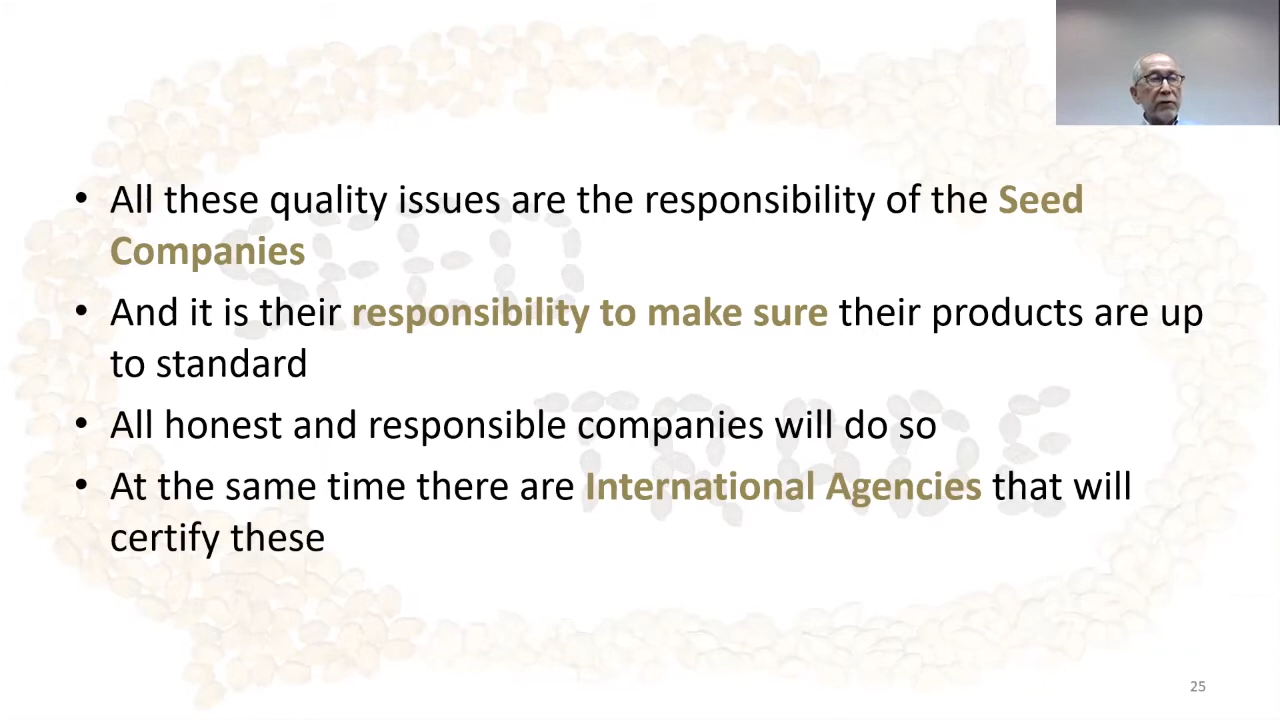 • All these quality issues are the responsibility of the Seed
Companies
• And it is their responsibility to make sure their products are up
to standard
• All honest and responsible companies will do so
• At the same time there are International Agencies that will
certify these
SEED
TRADE
25